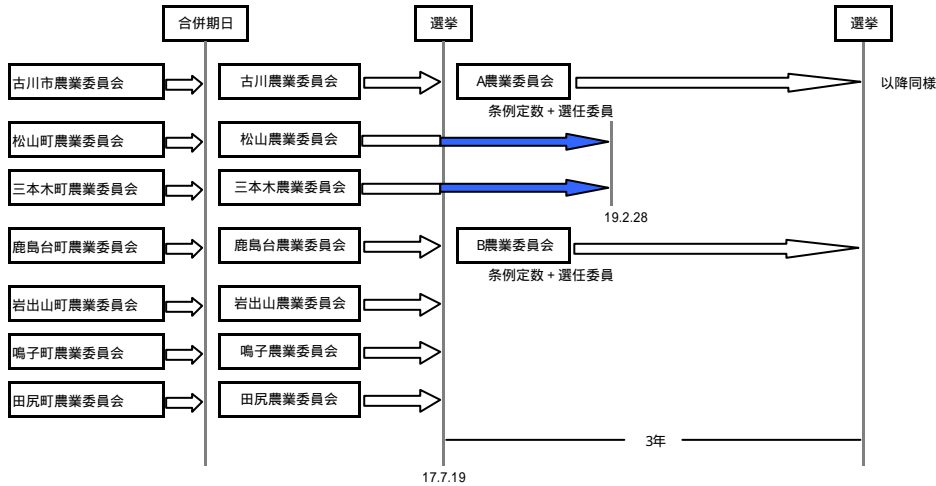 合併期日
選挙
選挙
古川市農業委員会
古川農業委員会
A農業委員会
以降同様
条例定数 + 選任委員
松山町農業委員会
松山農業委員会
三本木町農業委員会
三本木農業委員会
19.2.28
鹿島台町農業委員会
鹿島台農業委員会
B農業委員会
条例定数 + 選任委員
岩出山町農業委員会
岩出山農業委員会
鳴子町農業委員会
鳴子農業委員会
田尻町農業委員会
田尻農業委員会
3年
17.7.19